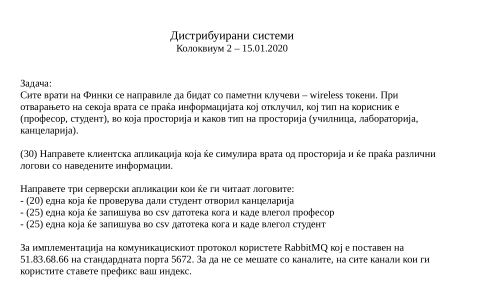 Дистрибуирани системи
Колоквиум 2 – 15.01.2020
Задача:
Сите врати на Финки се направиле да бидат со паметни клучеви – wireless токени. При
отварањето на секоја врата се праќа информацијата кој отклучил, кој тип на корисник е
(професор, студент), во која просторија и каков тип на просторија (училница, лабораторија,
канцеларија).
(30) Направете клиентска апликација која ќе симулира врата од просторија и ќе праќа различни
логови со наведените информации.
Направете три серверски апликации кои ќе ги читаат логовите:
- (20) една која ќе проверува дали студент отворил канцеларија
- (25) една која ќе запишува во csv датотека кога и каде влегол професор
- (25) една која ќе запишува во csv датотека кога и каде влегол студент
За имплементација на комуникацискиот протокол користете RabbitMQ кој е поставен на
51.83.68.66 на стандардната порта 5672. За да не се мешате со каналите, на сите канали кои ги
користите ставете префикс ваш индекс.